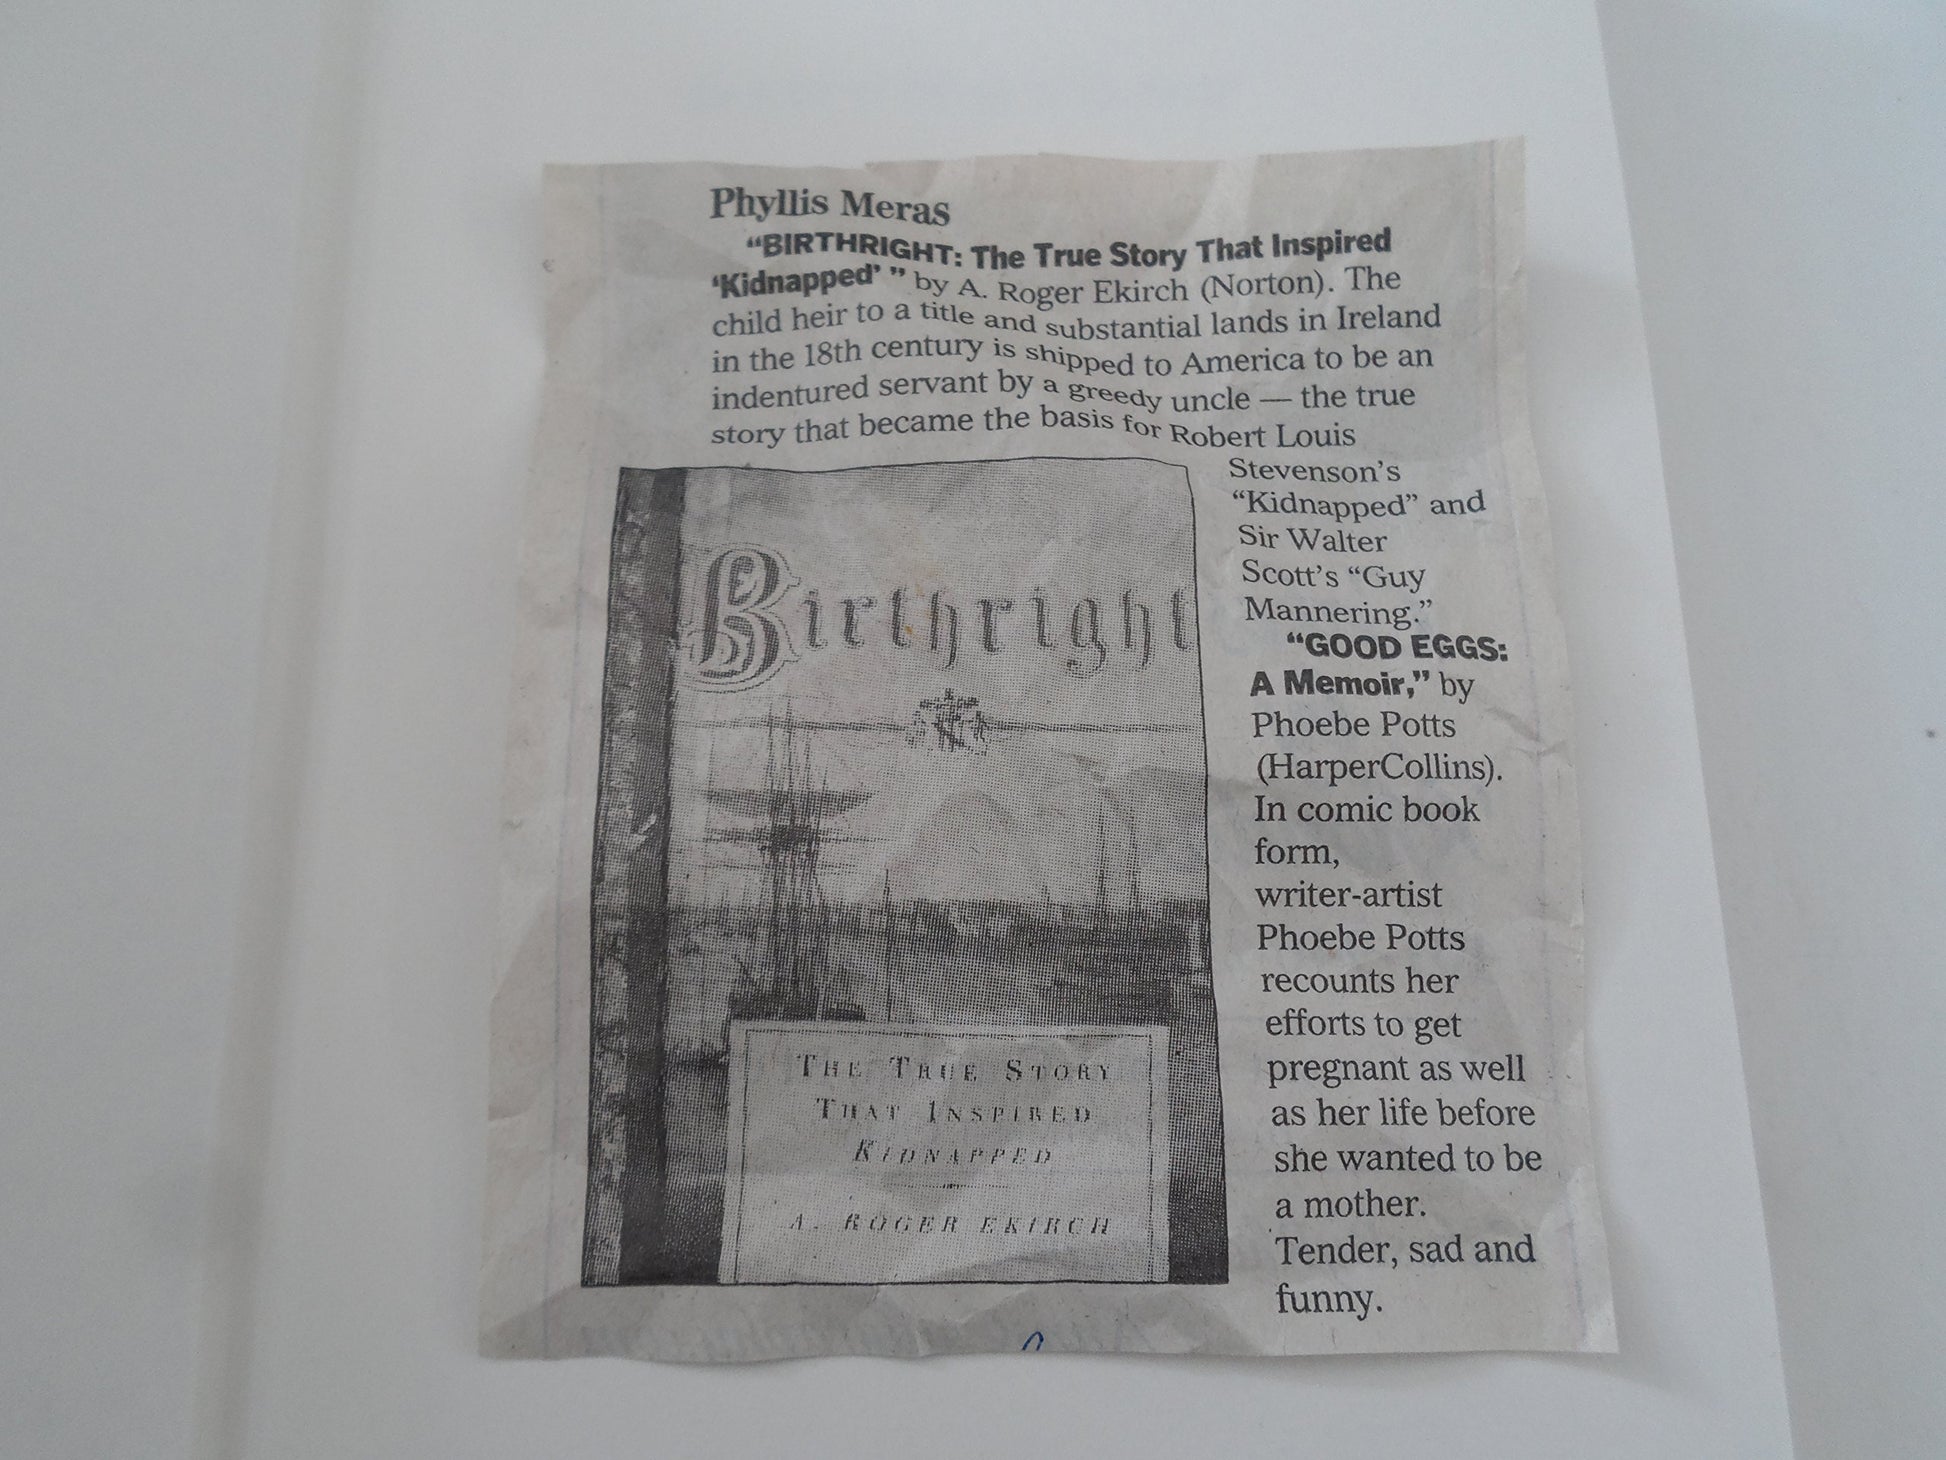 Phyllis Meras
“BIRTHRIGHT: The True Story That Inspired
‘Kidnapped’ ” by A. Roger Ekirch (Norton). The
child heir to a title and substantial lands in Ireland
in the 18th century is shipped to America to be an
indentured servant by a greedy uncle — the true
story that became the basis for Robert Louis
Stevenson’s
“Kidnapped” and
Sir Walter
Scott’s “Guy
Mannering.”
“GOOD EGGS:
A Memoir,” by
Phoebe Potts
(HarperCollins).
In comic book
form,
writer-artist
Phoebe Potts
recounts her
efforts to get
pregnant as well
as her life before
she wanted to be
a mother.
Tender, sad and
funny.
Birthright
THE TRUE STORY
THAT INSPIRED
KIDNAPPED
A. ROGER EKIRCH